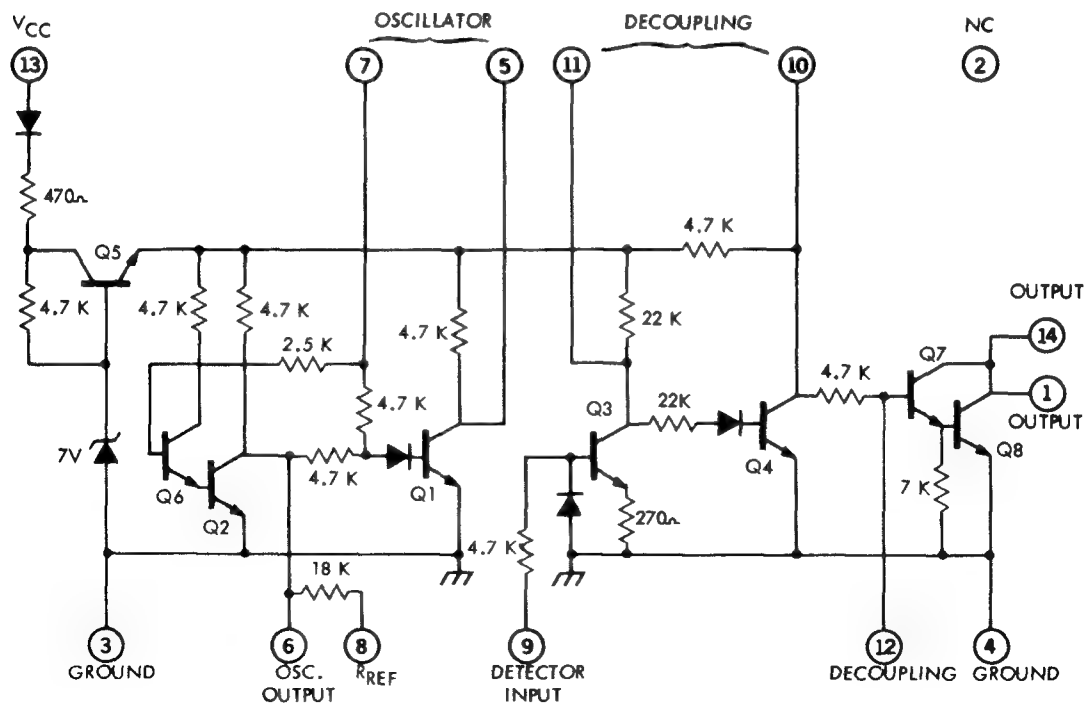 V_CC
OSCILLATOR
DECOUPLING
NC
13
7
5
11
10
2
470Ω
Q5
4.7 K
4.7 K
4.7 K
4.7 K
4.7 K
22 K
OUTPUT
14
2.5 K
Q7
4.7 K
4.7 K
1
OUTPUT
Q3
22K
Q8
7V
4.7 K
Q4
Q6
Q1
7 K
Q2
270Ω
4.7 K
18 K
3
6
8
9
12
4
GROUND
OSC.
OUTPUT
R_REF
DETECTOR
INPUT
DECOUPLING
GROUND